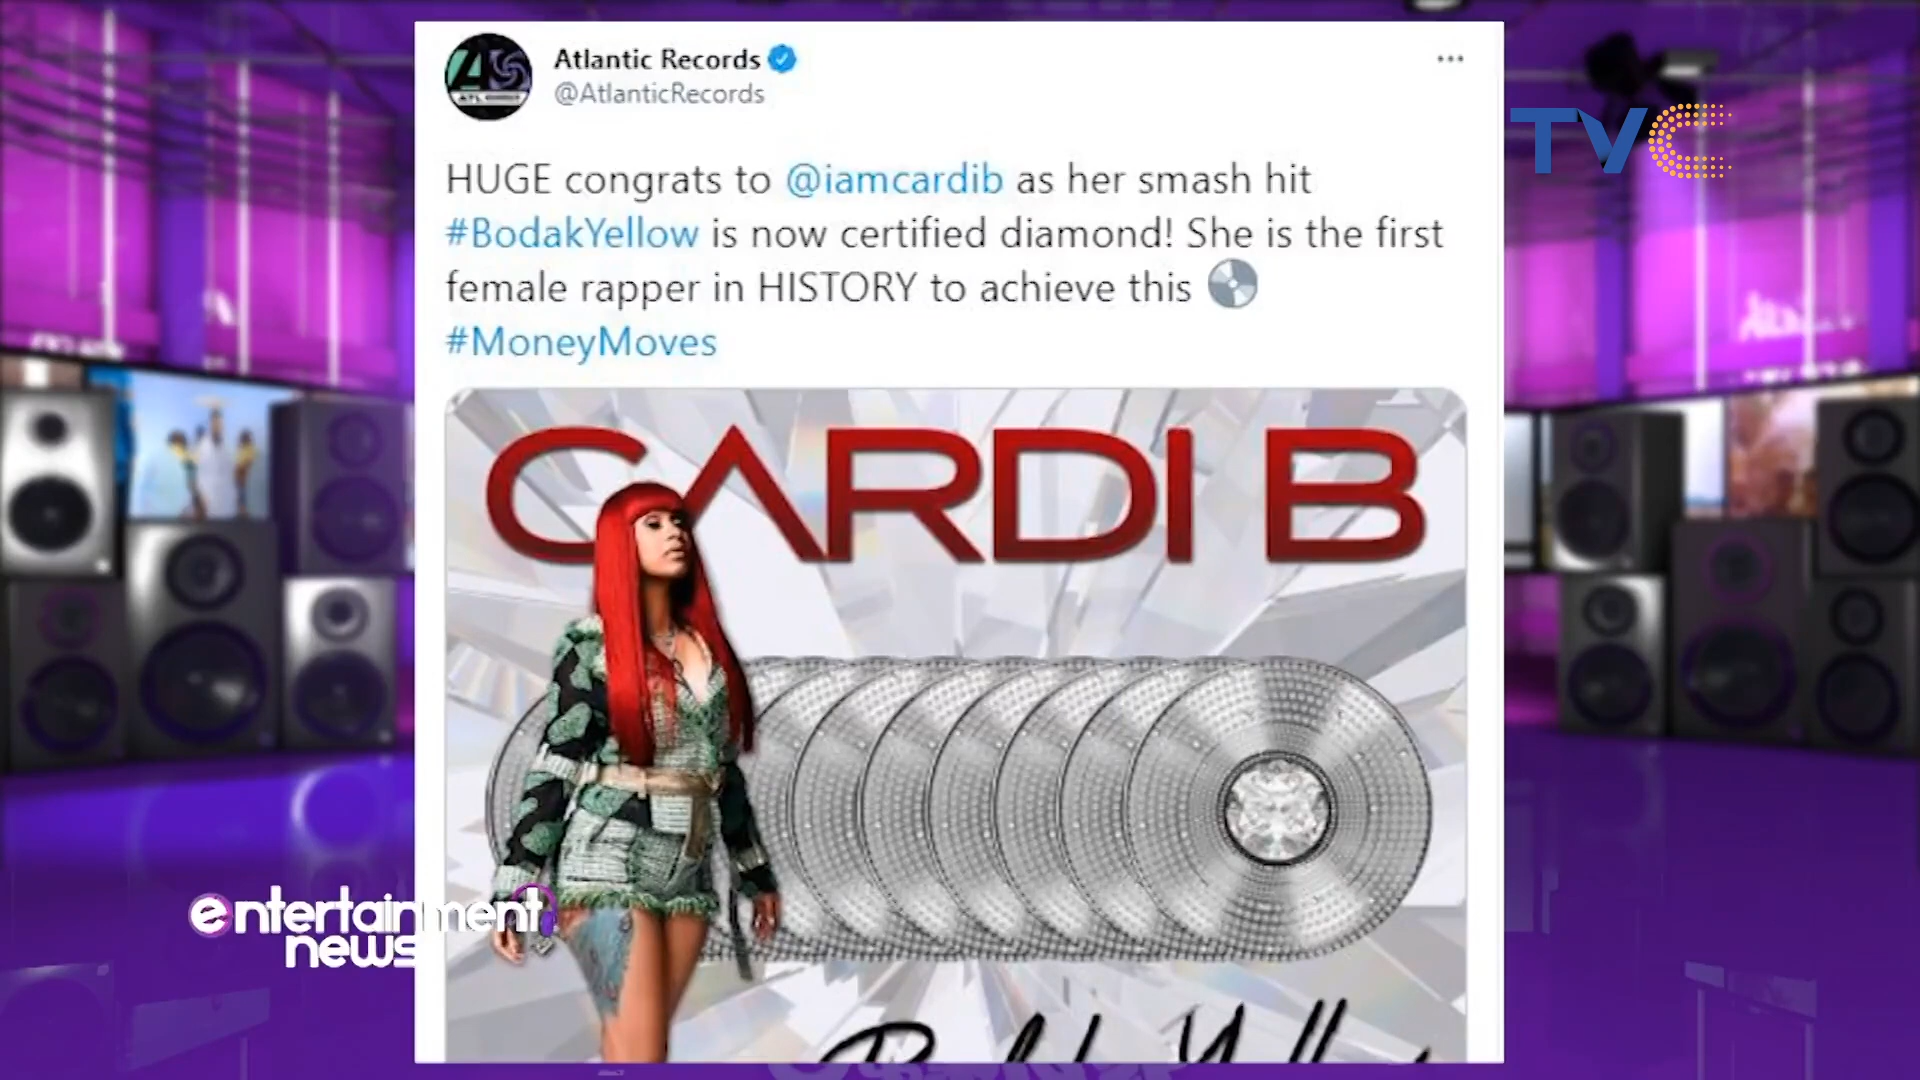 Atlantic Records
@AtlanticRecords
TVC
HUGE congrats to @iamcardib as her smash hit
#BodakYellow is now certified diamond! She is the first
female rapper in HISTORY to achieve this
#MoneyMoves
CARDI B
entertainment
news